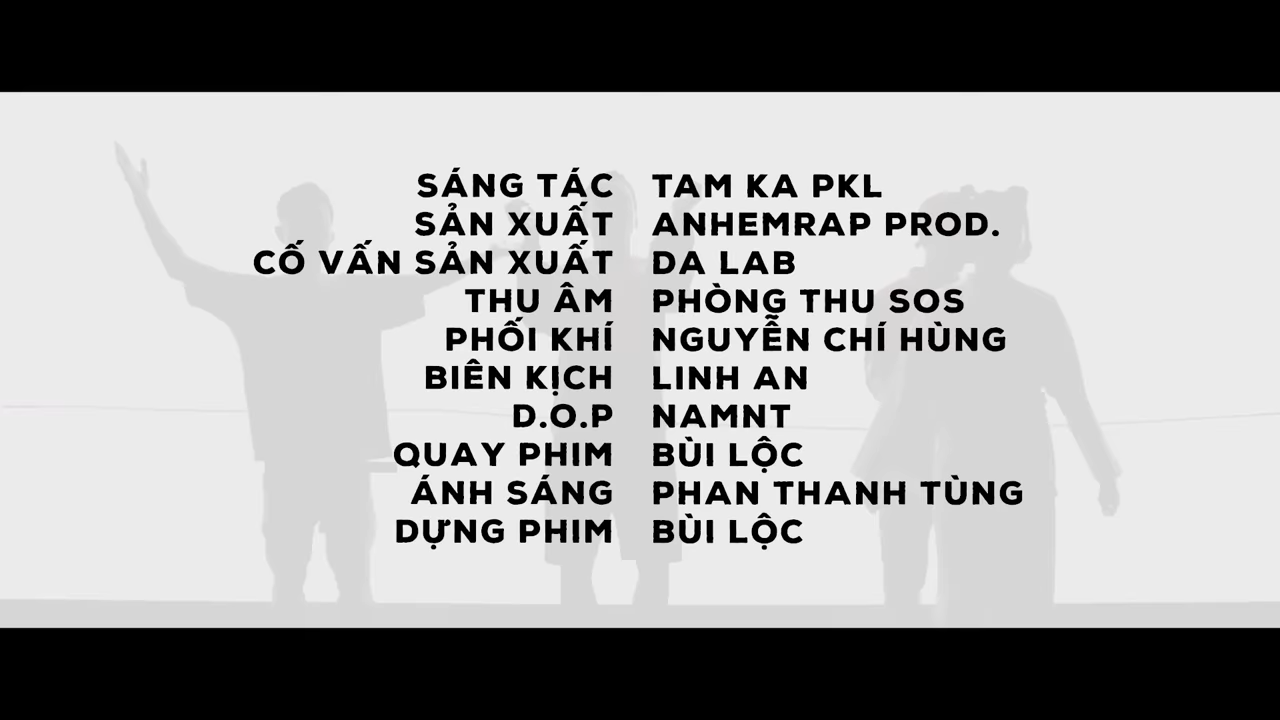 SÁNG TÁC TAM KA PKL
SẢN XUẤT ANHEMRAP PROD.
CỐ VẤN SẢN XUẤT DA LAB
THU ÂM PHÒNG THU SOS
PHỐI KHÍ NGUYỄN CHÍ HÙNG
BIÊN KỊCH LINH AN
D.O.P NAMNT
QUAY PHIM BÙI LỘC
ÁNH SÁNG PHAN THANH TÙNG
DỰNG PHIM BÙI LỘC